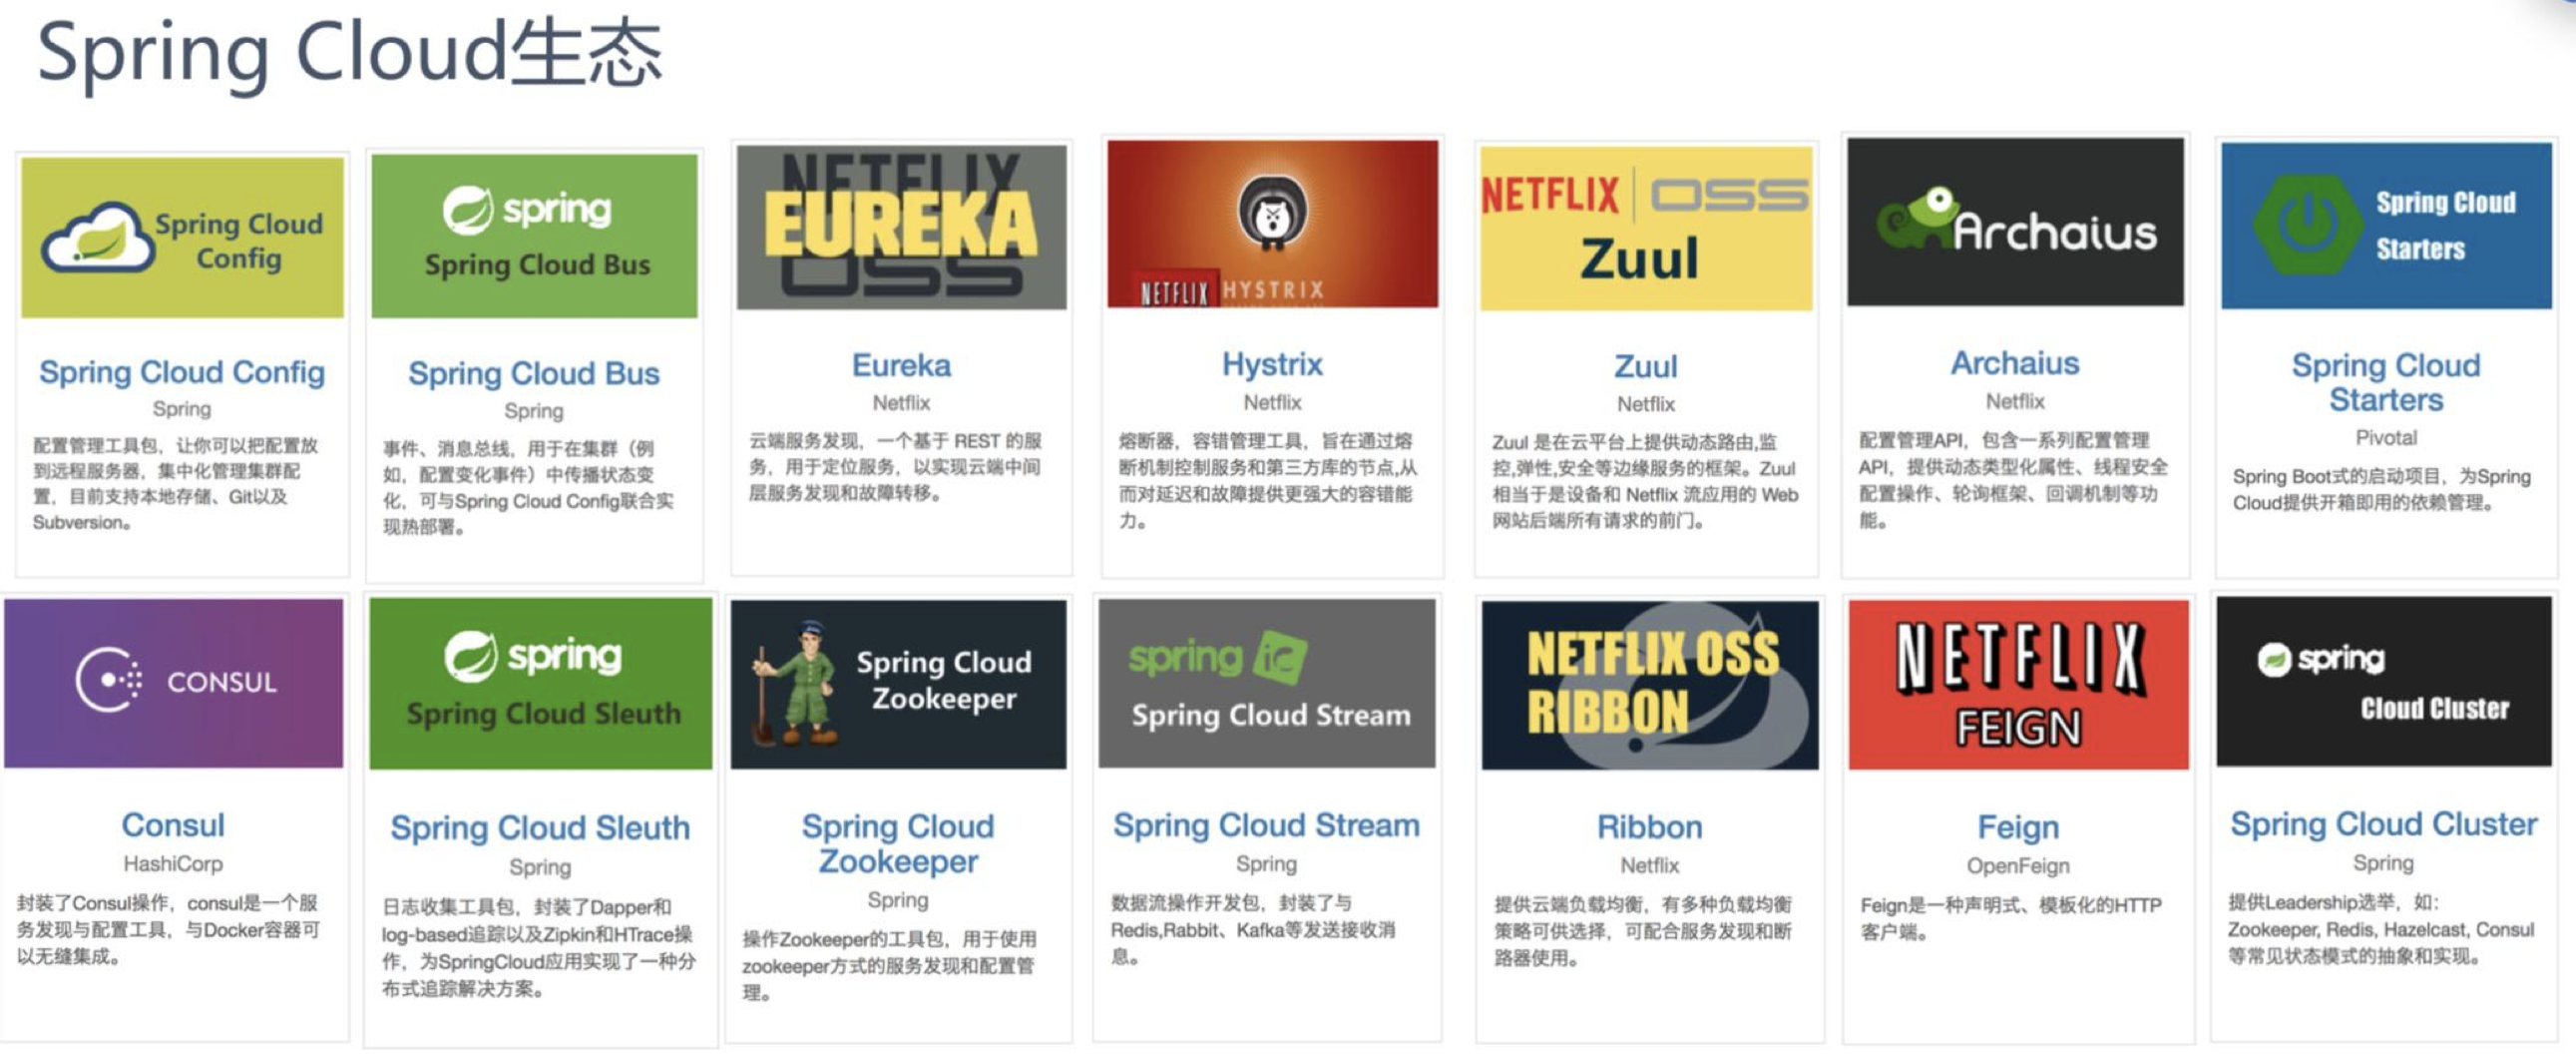 Spring Cloud生态
Spring Cloud
Config
Spring Cloud Config
Spring
配置管理工具包，让你可以把配置放
到远程服务器，集中化管理集群配
置，目前支持本地存储、Git以及
Subversion。
spring
Spring Cloud Bus
Spring Cloud Bus
Spring
事件、消息总线，用于在集群（例
如，配置变化事件）中传播状态变
化，可与Spring Cloud Config联合实
现热部署。
NETFLIX
EUREKA
OSS
Eureka
Netflix
云端服务发现，一个基于 REST 的服
务，用于定位服务，以实现云端中间
层服务发现和故障转移。
NETFLIX HYSTRIX
Hystrix
Netflix
熔断器，容错管理工具，旨在通过熔
断机制控制服务和第三方库的节点,从
而对延迟和故障提供更强大的容错能
力。
NETFLIX OSS
Zuul
Zuul
Netflix
Zuul 是在云平台上提供动态路由,监
控,弹性,安全等边缘服务的框架。Zuul
相当于是设备和 Netflix 流应用的 Web
网站后端所有请求的前门。
Archaius
Archaius
Netflix
配置管理API，包含一系列配置管理
API，提供动态类型化属性、线程安全
配置操作、轮询框架、回调机制等功
能。
Spring Cloud
Starters
Spring Cloud
Starters
Pivotal
Spring Boot式的启动项目，为Spring
Cloud提供开箱即用的依赖管理。
CONSUL
Consul
HashiCorp
封装了Consul操作，consul是一个服
务发现与配置工具，与Docker容器可
以无缝集成。
spring
Spring Cloud Sleuth
Spring Cloud Sleuth
Spring
日志收集工具包，封装了Dapper和
log-based追踪以及Zipkin和HTrace操
作，为SpringCloud应用实现了一种分
布式追踪解决方案。
Spring Cloud
Zookeeper
Spring Cloud
Zookeeper
Spring
操作Zookeeper的工具包，用于使用
zookeeper方式的服务发现和配置管
理。
spring io
Spring Cloud Stream
Spring Cloud Stream
Spring
数据流操作开发包，封装了与
Redis,Rabbit、Kafka等发送接收消
息。
NETFLIX OSS
RIBBON
Ribbon
Netflix
提供云端负载均衡，有多种负载均衡
策略可供选择，可配合服务发现和断
路器使用。
NETFLIX
FEIGN
Feign
OpenFeign
Feign是一种声明式、模板化的HTTP
客户端。
spring
Cloud Cluster
Spring Cloud Cluster
Spring
提供Leadership选举，如：
Zookeeper, Redis, Hazelcast, Consul
等常见状态模式的抽象和实现。